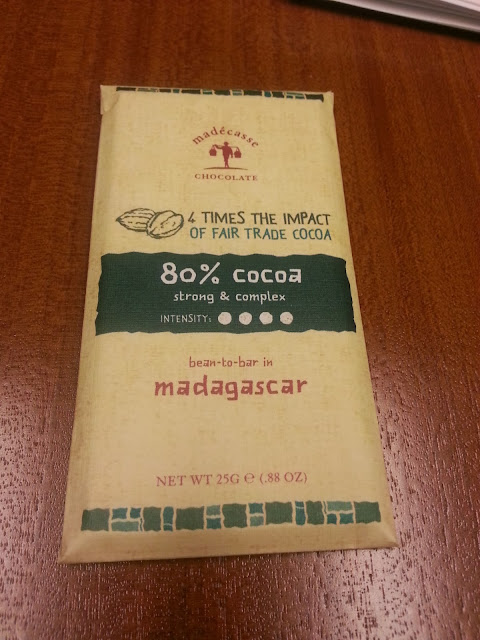 madécasse
CHOCOLATE
4 TIMES THE IMPACT
OF FAIR TRADE COCOA
80% cocoa
strong & complex
INTENSITY:
bean-to-bar in
madagascar
NET WT 25G ℮ (.88 OZ)